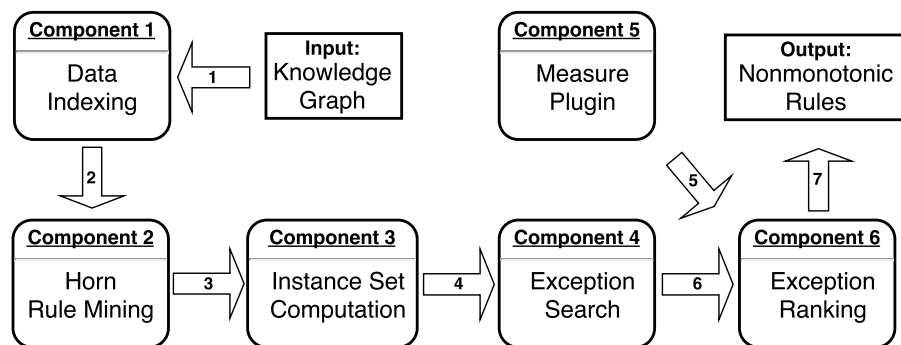 Component 1
Data
Indexing
1
Input:
Knowledge
Graph
Component 5
Measure
Plugin
Output:
Nonmonotonic
Rules
2
5
7
Component 2
Horn
Rule Mining
3
Component 3
Instance Set
Computation
4
Component 4
Exception
Search
6
Component 6
Exception
Ranking